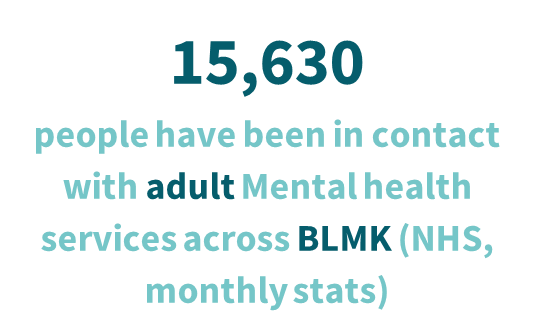 15,630
people have been in contact
with adult Mental health
services across BLMK (NHS,
monthly stats)